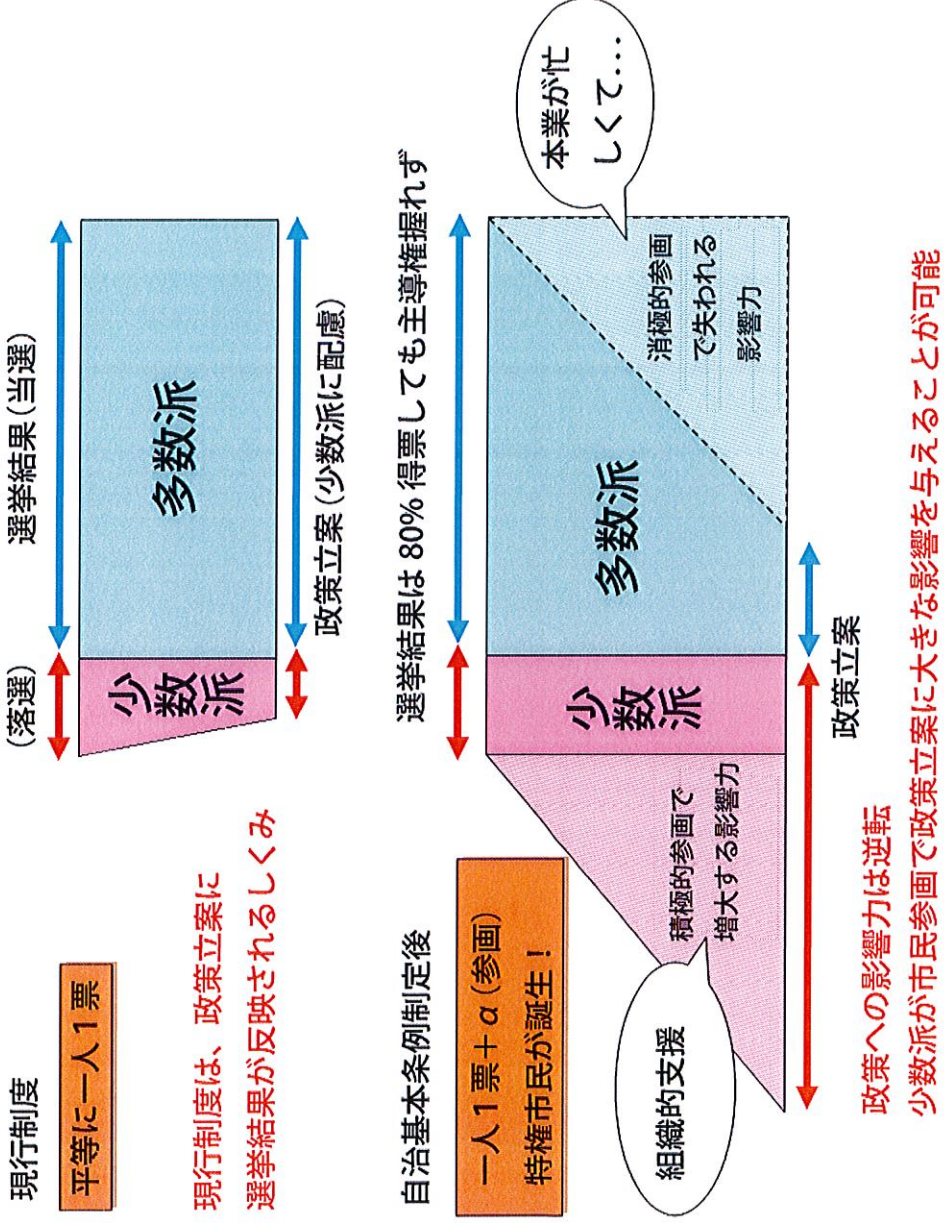 現行制度
平等に一人1票
現行制度は、政策立案に
選挙結果が反映されるしくみ
(落選)
選挙結果(当選)
少数派
多数派
政策立案(少数派に配慮)
自治基本条例制定後
一人1票+α(参画)
特権市民が誕生!
選挙結果は80%得票しても主導権握れず
組織的支援
積極的参画で
増大する影響力
少数派
多数派
消極的参画
で失われる
影響力
本業が忙
しくて…
政策立案
政策への影響力は逆転
少数派が市民参画で政策立案に大きな影響を与えることが可能